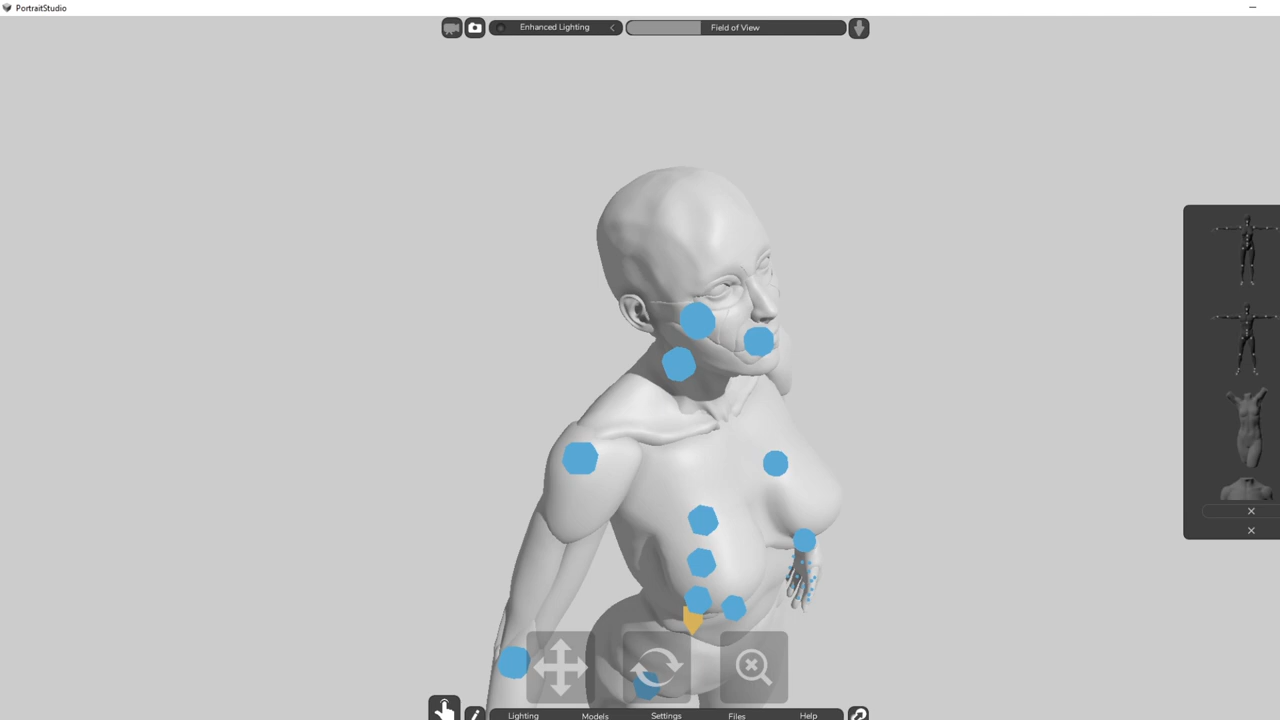 PortraitStudio
Enhanced Lighting
Field of View
Lighting Models Settings Files Help